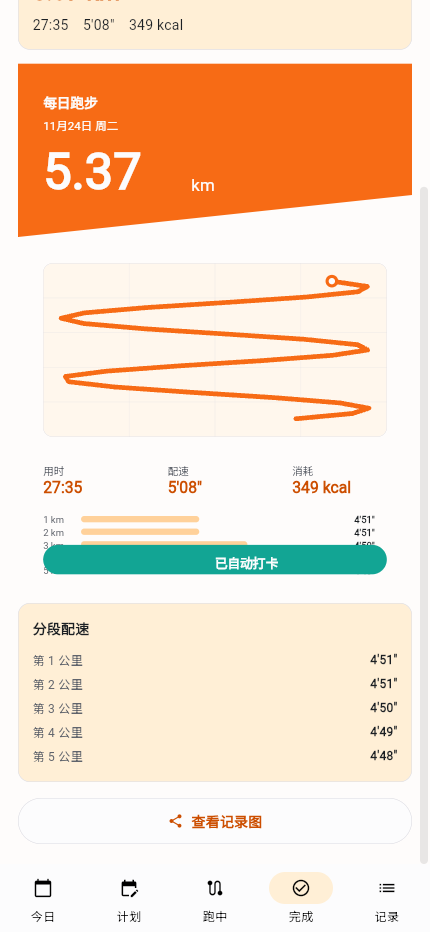 27:35 5'08" 349 kcal
每日跑步
11月24日 周二
5.37 km
用时 配速 消耗
27:35 5'08" 349 kcal
1 km 4'51"
2 km 4'51"
已自动打卡
分段配速
第 1 公里 4'51"
第 2 公里 4'51"
第 3 公里 4'50"
第 4 公里 4'49"
第 5 公里 4'48"
查看记录图
今日 计划 跑中 完成 记录